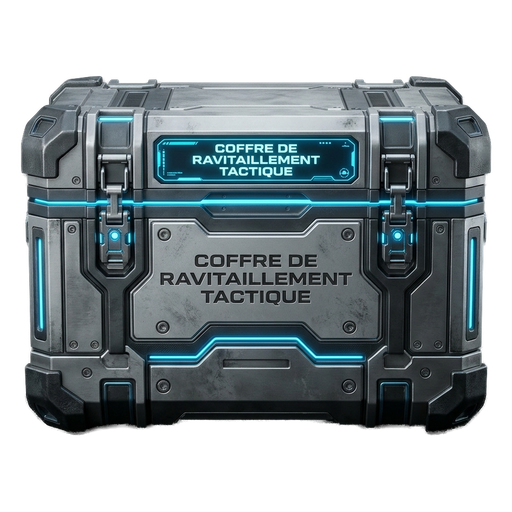 COFFRE DE
RAVITAILLEMENT
TACTIQUE
COFFRE DE
RAVITAILLEMENT
TACTIQUE